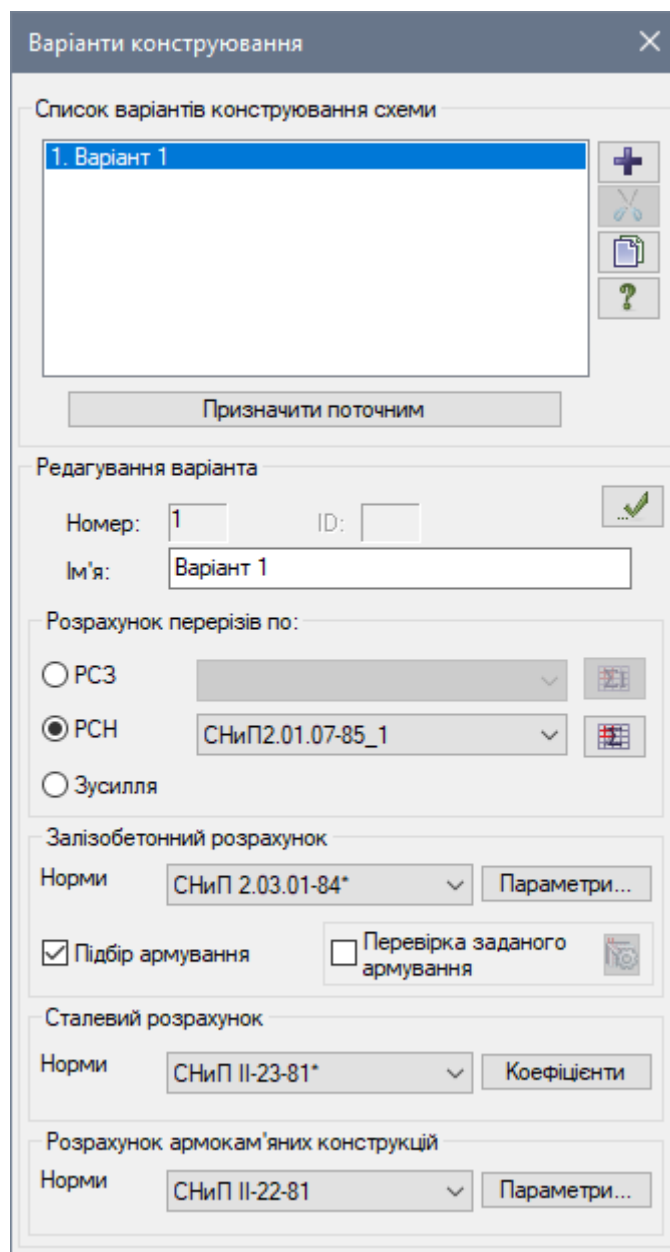 Варіанти конструювання
Список варіантів конструювання схеми
1. Варіант 1
Призначити поточним
Редагування варіанта
Номер: 1 ID:
Ім'я: Варіант 1
Розрахунок перерізів по:
РСЗ
РСН СНиП2.01.07-85_1
Зусилля
Залізобетонний розрахунок
Норми СНиП 2.03.01-84* Параметри...
Підбір армування
Перевірка заданого
армування
Сталевий розрахунок
Норми СНиП II-23-81* Коефіцієнти
Розрахунок армокам'яних конструкцій
Норми СНиП II-22-81 Параметри...